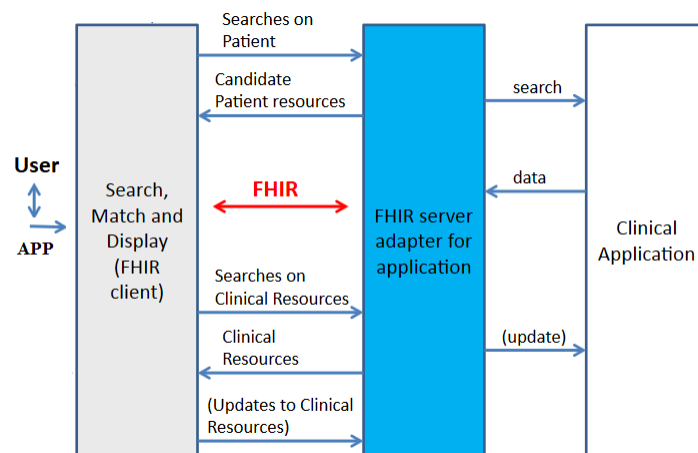 Searches on
Patient
Candidate
Patient resources
search
User
APP
Search,
Match and
Display
(FHIR
client)
FHIR
data
FHIR server
adapter for
application
Clinical
Application
Searches on
Clinical Resources
Clinical
Resources
(update)
(Updates to Clinical
Resources)